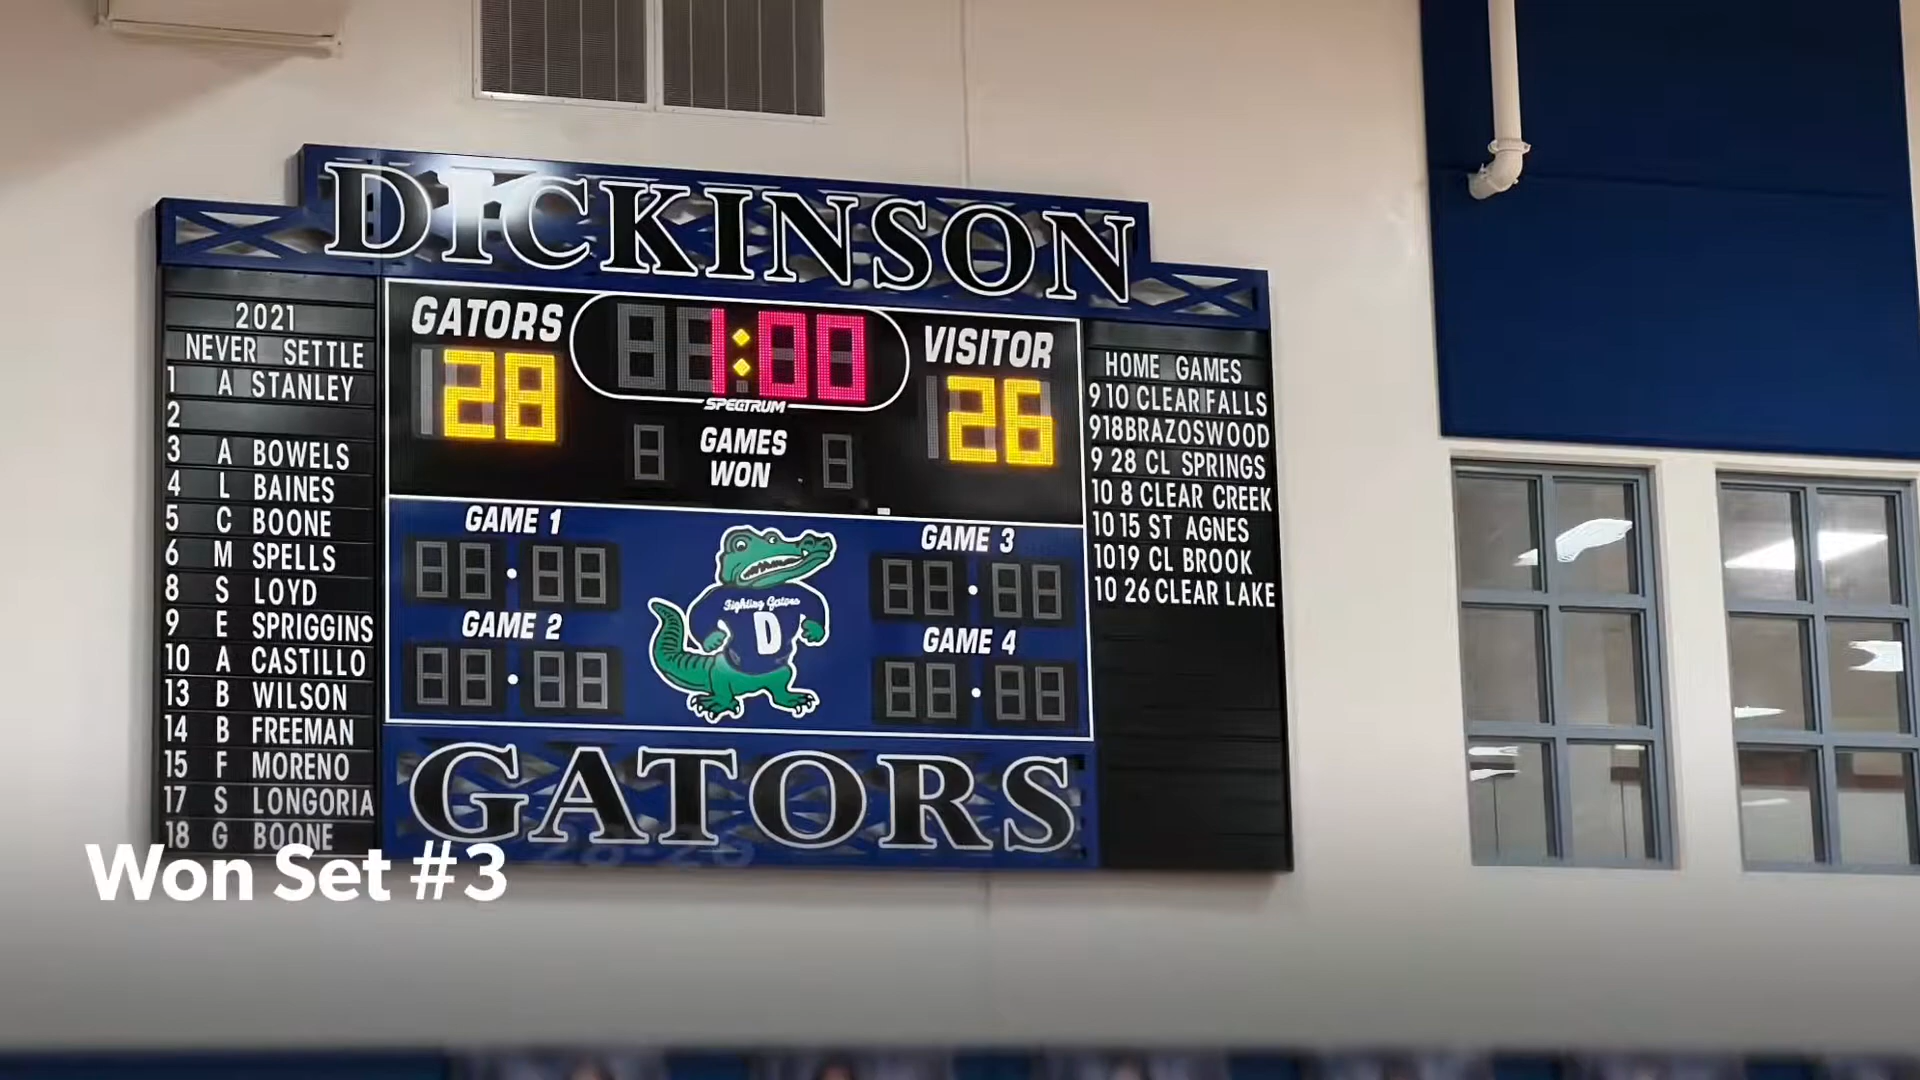 DICKINSON
2021
NEVER SETTLE
1 A STANLEY
2
3 A BOWELS
4 L BAINES
5 C BOONE
6 M SPELLS
8 S LOYD
9 E SPRIGGINS
10 A CASTILLO
13 B WILSON
14 B FREEMAN
15 F MORENO
17 S LONGORIA
18 G BOONE
GATORS
28
1:00
SPECTRUM
VISITOR
26
GAMES
WON
GAME 1
GAME 2
Fighting Gators
D
GAME 3
GAME 4
GATORS
HOME GAMES
9 10 CLEAR FALLS
9 18 BRAZOSWOOD
9 28 CL SPRINGS
10 8 CLEAR CREEK
10 15 ST AGNES
10 19 CL BROOK
10 26 CLEAR LAKE
Won Set #3